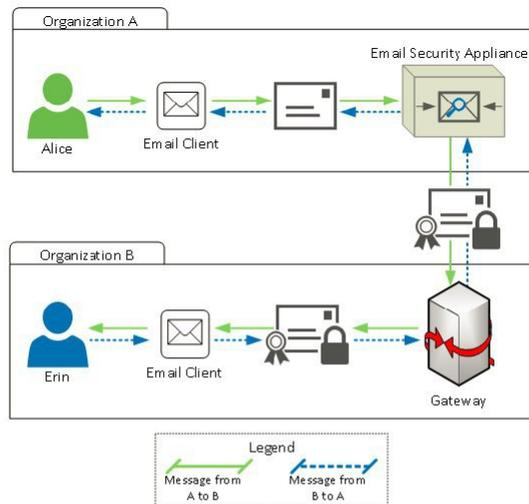 Organization A
Email Security Appliance
Alice
Email Client
Organization B
Erin
Email Client
Gateway
Legend
Message from
A to B
Message from
B to A